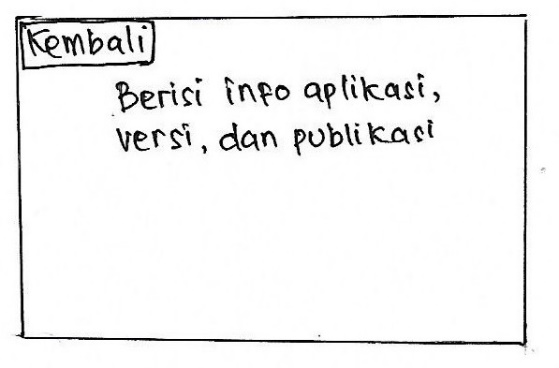 Kembali
Berisi info aplikasi,
versi, dan publikasi